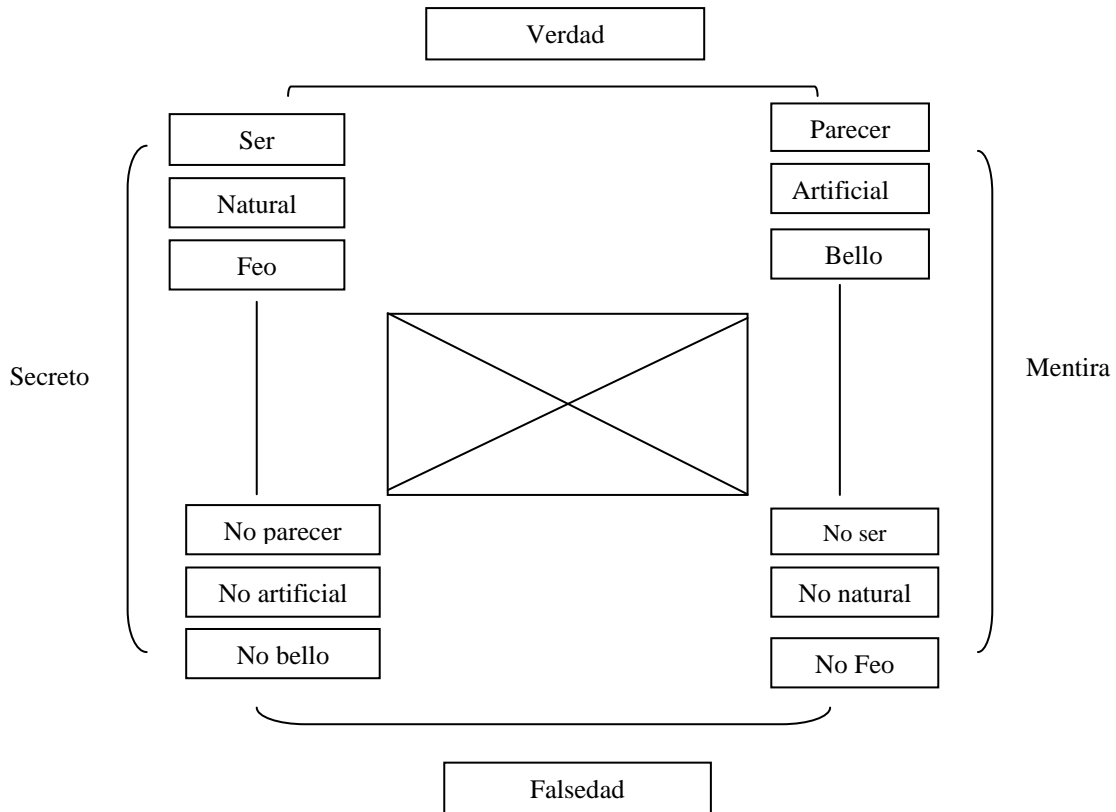 Verdad
Ser
Parecer
Natural
Artificial
Feo
Bello
Secreto
Mentira
No parecer
No ser
No artificial
No natural
No bello
No Feo
Falsedad